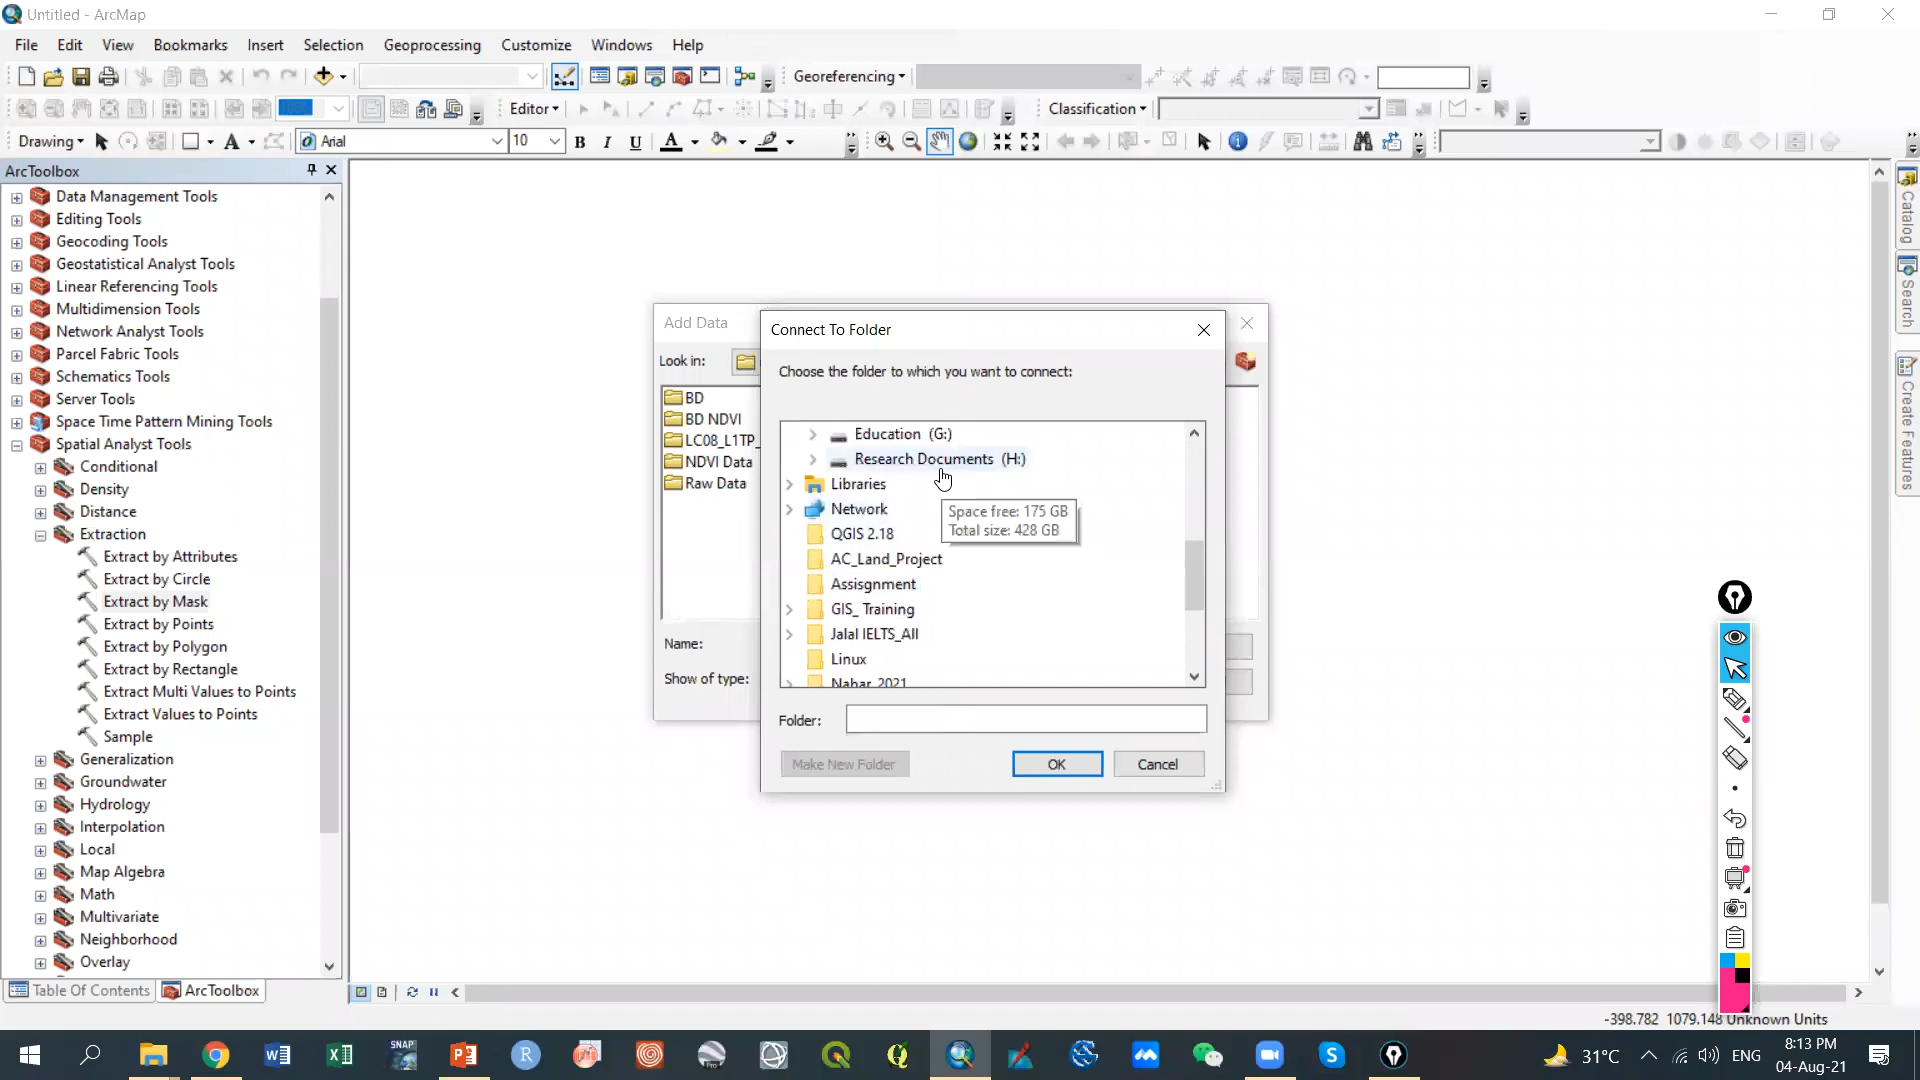 Untitled - ArcMap
File Edit View Bookmarks Insert Selection Geoprocessing Customize Windows Help
Georeferencing
Editor Classification
Drawing A Arial 10 B I U A
ArcToolbox
Data Management Tools
Editing Tools
Geocoding Tools
Geostatistical Analyst Tools
Linear Referencing Tools
Multidimension Tools
Network Analyst Tools
Parcel Fabric Tools
Schematics Tools
Server Tools
Space Time Pattern Mining Tools
Spatial Analyst Tools
Conditional
Density
Distance
Extraction
Extract by Attributes
Extract by Circle
Extract by Mask
Extract by Points
Extract by Polygon
Extract by Rectangle
Extract Multi Values to Points
Extract Values to Points
Sample
Generalization
Groundwater
Hydrology
Interpolation
Local
Map Algebra
Math
Multivariate
Neighborhood
Overlay
Table Of Contents ArcToolbox
Add Data
Look in:
BD
BD NDVI
LC08_L1TP_
NDVI Data
Raw Data
Name:
Show of type:
Connect To Folder
Choose the folder to which you want to connect:
Education (G:)
Research Documents (H:)
Libraries
Network
QGIS 2.18
AC_Land_Project
Assisgnment
GIS_ Training
Jalal IELTS_All
Linux
Nahar_2021
Space free: 175 GB
Total size: 428 GB
Folder:
Make New Folder OK Cancel
Catalog
Search
Create Features
-398.782 1079.148 Unknown Units
SNAP
Pro
31°C ENG
8:13 PM
04-Aug-21